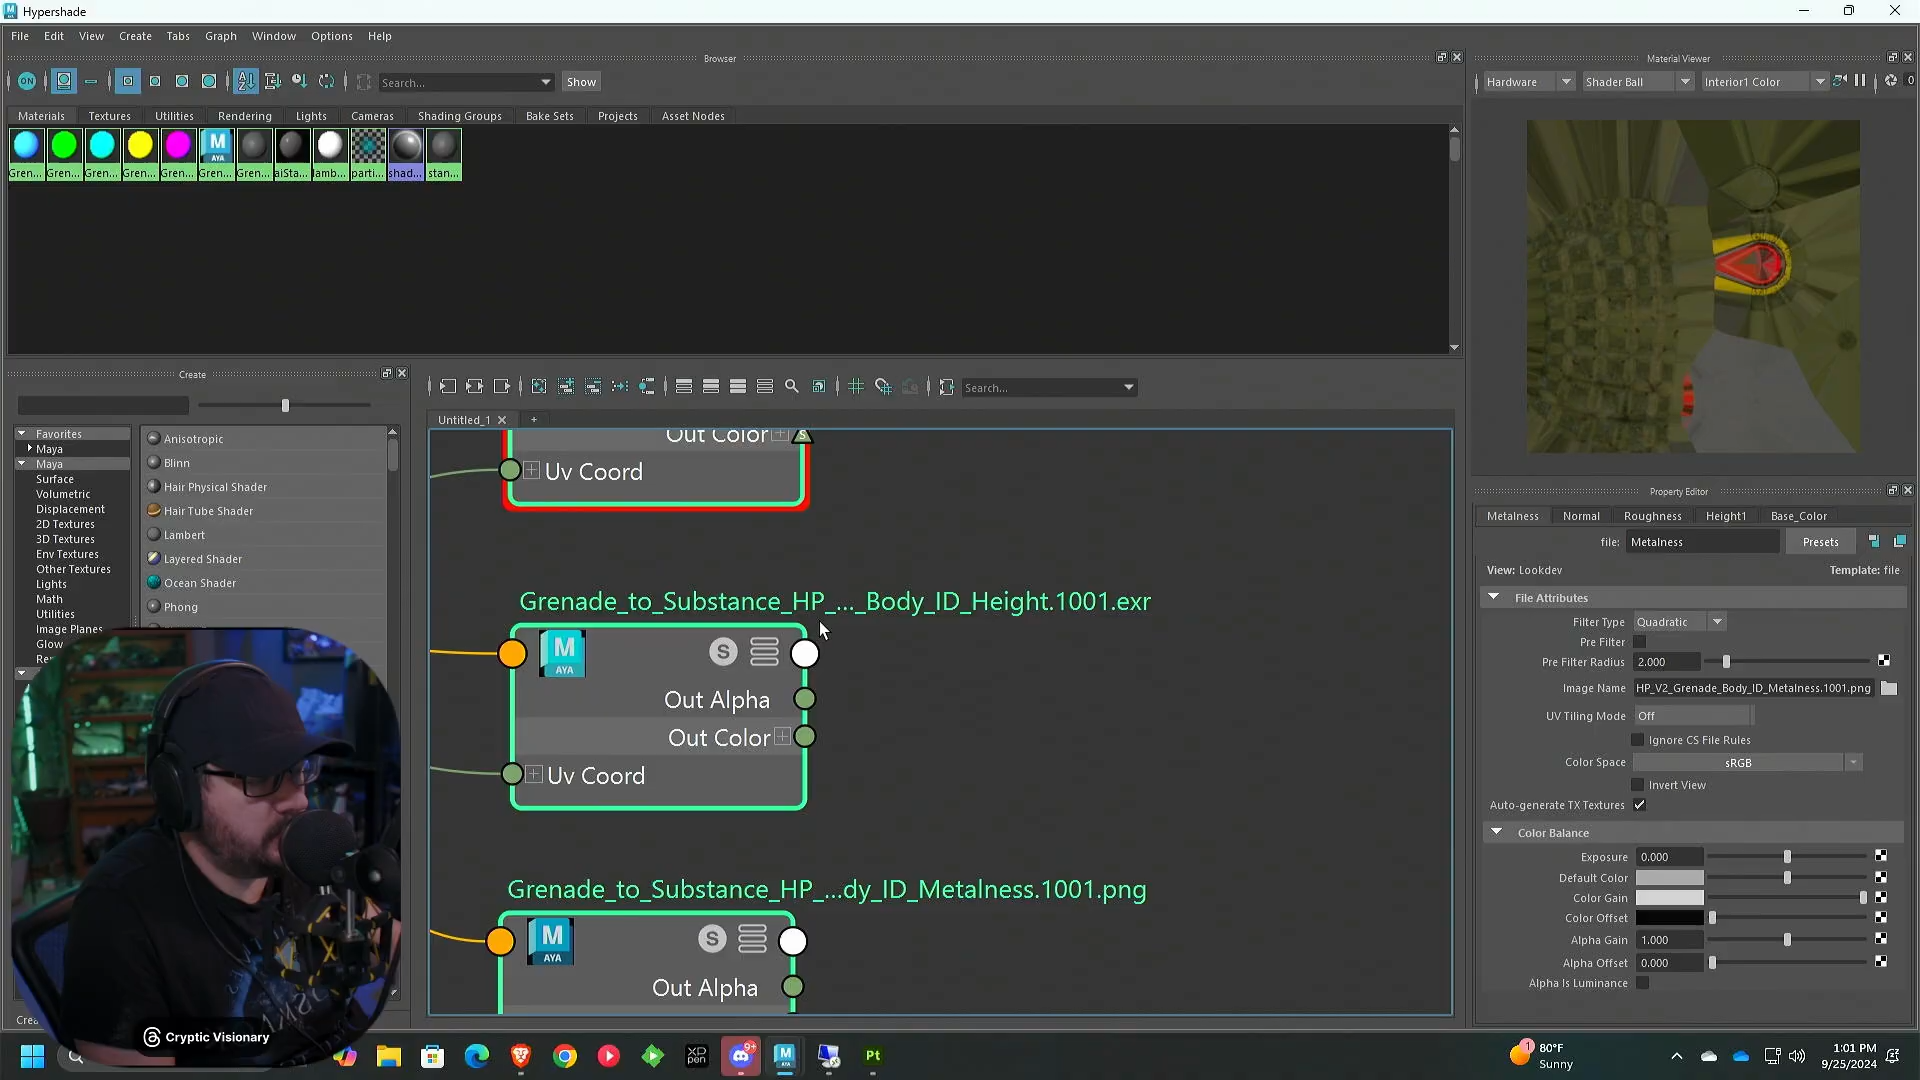 Hypershade
File Edit View Create Tabs Graph Window Options Help
Browser
ON
Search...
Show
Materials Textures Utilities Rendering Lights Cameras Shading Groups Bake Sets Projects Asset Nodes
Gren... Gren... Gren... Gren... Gren... Gren... Gren... aiSta... lamb... parti... shad... stan...
Material Viewer
Hardware Shader Ball Interior1 Color 0
Create
Favorites
Maya
Maya
Surface
Volumetric
Displacement
2D Textures
3D Textures
Env Textures
Other Textures
Lights
Math
Utilities
Image Planes
Glow
Anisotropic
Blinn
Hair Physical Shader
Hair Tube Shader
Lambert
Layered Shader
Ocean Shader
Phong
Search...
Untitled_1
+
Out Color
S
Uv Coord
Grenade_to_Substance_HP_..._Body_ID_Height.1001.exr
M
AYA
S
Out Alpha
Out Color
Uv Coord
Grenade_to_Substance_HP_...dy_ID_Metalness.1001.png
M
AYA
S
Out Alpha
Property Editor
Metalness Normal Roughness Height1 Base_Color
file: Metalness Presets
View: Lookdev Template: file
File Attributes
Filter Type Quadratic
Pre Filter
Pre Filter Radius 2.000
Image Name HP_V2_Grenade_Body_ID_Metalness.1001.png
UV Tiling Mode Off
Ignore CS File Rules
Color Space sRGB
Invert View
Auto-generate TX Textures
Color Balance
Exposure 0.000
Default Color
Color Gain
Color Offset
Alpha Gain 1.000
Alpha Offset 0.000
Alpha Is Luminance
Cryptic Visionary
XP
PEN
9+
Pt
1
80°F
Sunny
1:01 PM
9/25/2024